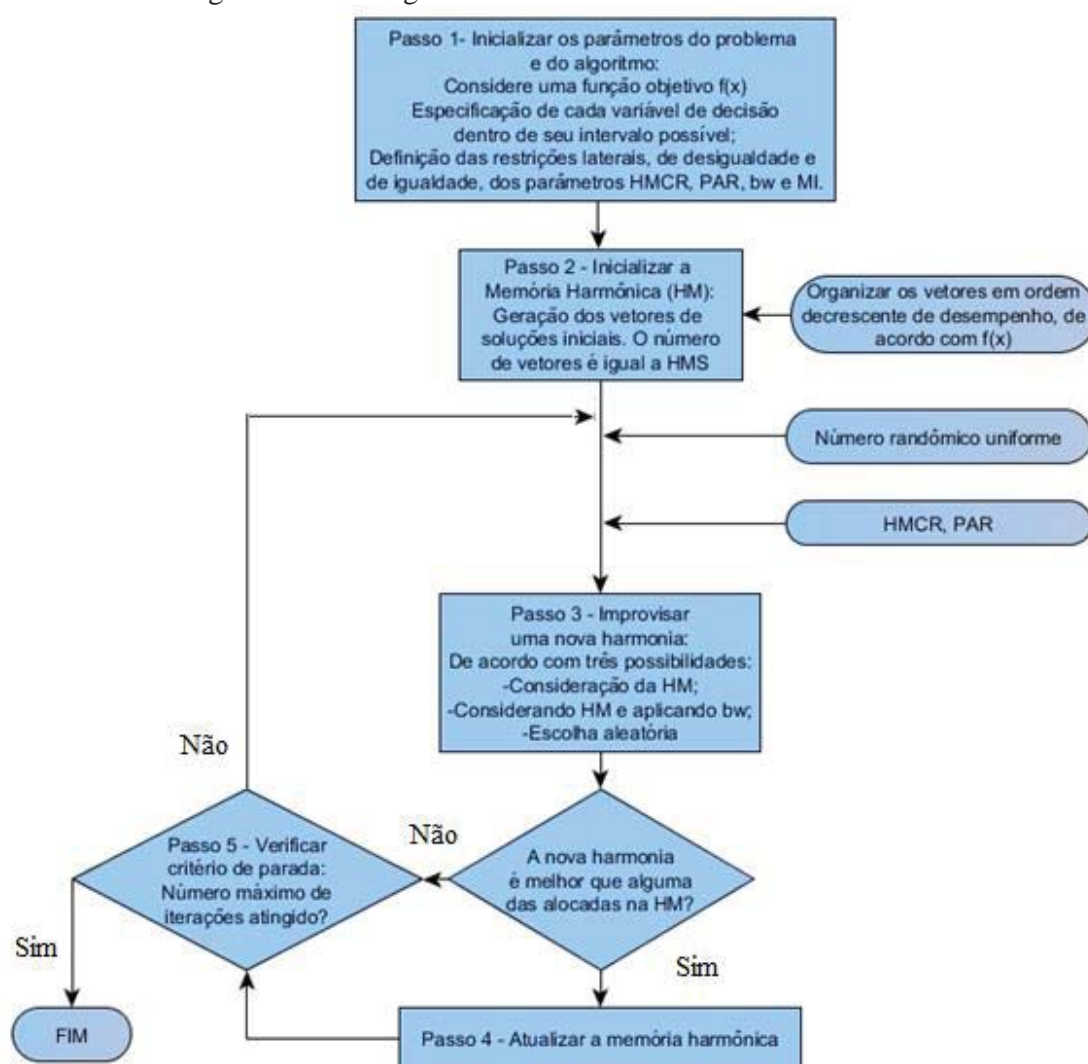 Passo 1- Inicializar os parâmetros do problema
e do algorítmo:
Considere uma função objetivo f(x)
Especificação de cada variável de decisão
dentro de seu intervalo possível;
Definição das restrições laterais, de desigualdade e
de igualdade, dos parâmetros HMCR, PAR, bw e MI.
Passo 2 - Inicializar a
Memória Harmônica (HM):
Geração dos vetores de
soluções iniciais. O número
de vetores é igual a HMS
Organizar os vetores em ordem
decrescente de desempenho, de
acordo com f(x)
Número randômico uniforme
HMCR, PAR
Passo 3 - Improvisar
uma nova harmonia:
De acordo com três possibilidades:
-Consideração da HM;
-Considerando HM e aplicando bw;
-Escolha aleatória
Não
Não
Passo 5 - Verificar
critério de parada:
Número máximo de
iterações atingido?
A nova harmonia
é melhor que alguma
das alocadas na HM?
Sim
Sim
FIM
Passo 4 - Atualizar a memória harmônica